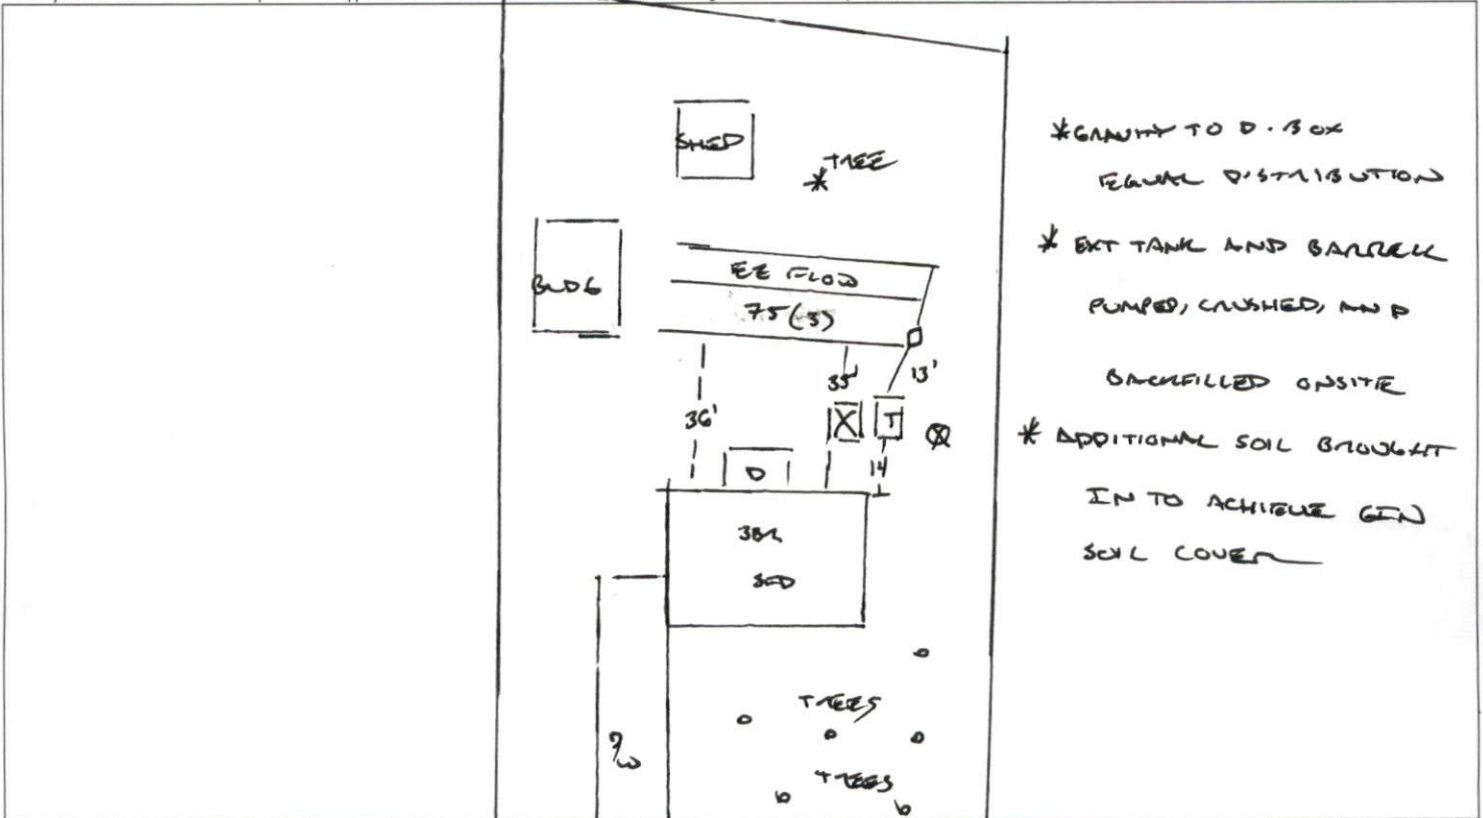 SHED
* TREE
BLDG
EZ FLOW
75(3)
35'
13'
36'
X
T
D
14
3BR
SFD
TREES
TREES
D/W
* GRAVITY TO D-BOX
EQUAL DISTRIBUTION
* EXT TANK AND BARREL
PUMPED, CRUSHED, AND
BACKFILLED ONSITE
* ADDITIONAL SOIL BROUGHT
IN TO ACHIEVE 6IN
SOIL COVER